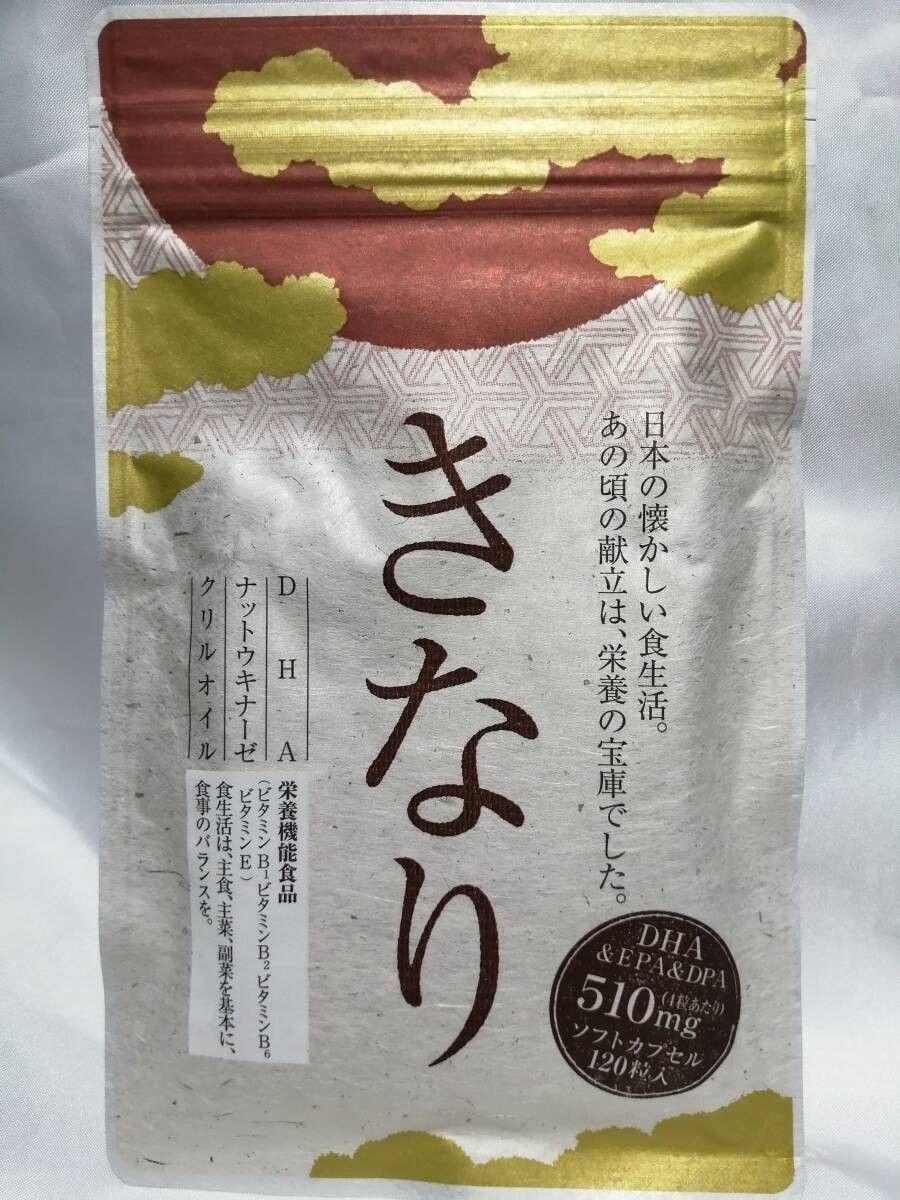 日本の懐かしい食生活。
あの頃の献立は、栄養の宝庫でした。
きなり
DHA
ナットウキナーゼ
クリルオイル
栄養機能食品
(ビタミンB1ビタミンB2ビタミンB6
ビタミンE)
食生活は、主食、主菜、副菜を基本に、
食事のバランスを。
DHA
&EPA&DPA
510mg(4粒あたり)
ソフトカプセル
120粒入